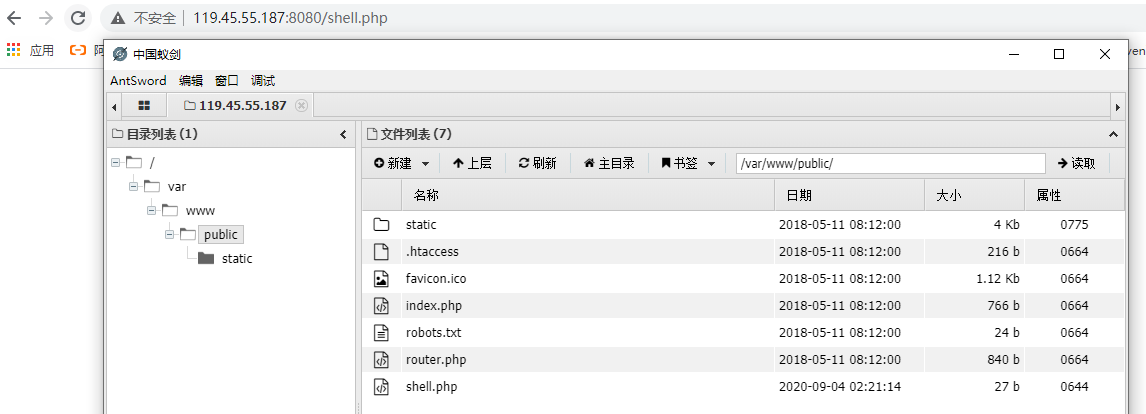 不安全 119.45.55.187:8080/shell.php
应用
中国蚁剑
AntSword 编辑 窗口 调试
119.45.55.187
目录列表 (1)
文件列表 (7)
新建 上层 刷新 主目录 书签 /var/www/public/ 读取
/
var
www
public
static
名称 日期 大小 属性
static 2018-05-11 08:12:00 4 Kb 0775
.htaccess 2018-05-11 08:12:00 216 b 0664
favicon.ico 2018-05-11 08:12:00 1.12 Kb 0664
index.php 2018-05-11 08:12:00 766 b 0664
robots.txt 2018-05-11 08:12:00 24 b 0664
router.php 2018-05-11 08:12:00 840 b 0664
shell.php 2020-09-04 02:21:14 27 b 0644